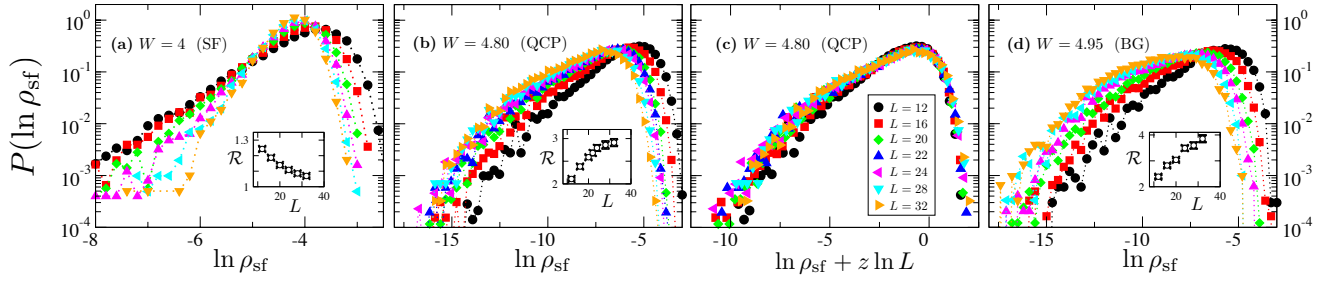 P(ln ρ_sf)
10^0
10^-1
10^-2
10^-3
10^-4
(a) W = 4 (SF)
1.3
R
1
0 20 40
L
-8 -6 -4
ln ρ_sf
(b) W = 4.80 (QCP)
3
R
2
0 20 40
L
-15 -10 -5
ln ρ_sf
(c) W = 4.80 (QCP)
L = 12
L = 16
L = 20
L = 22
L = 24
L = 28
L = 32
-10 -5 0
ln ρ_sf + z ln L
(d) W = 4.95 (BG)
4
R
2
0 20 40
L
-15 -10 -5
ln ρ_sf
10^0
10^-1
10^-2
10^-3
10^-4